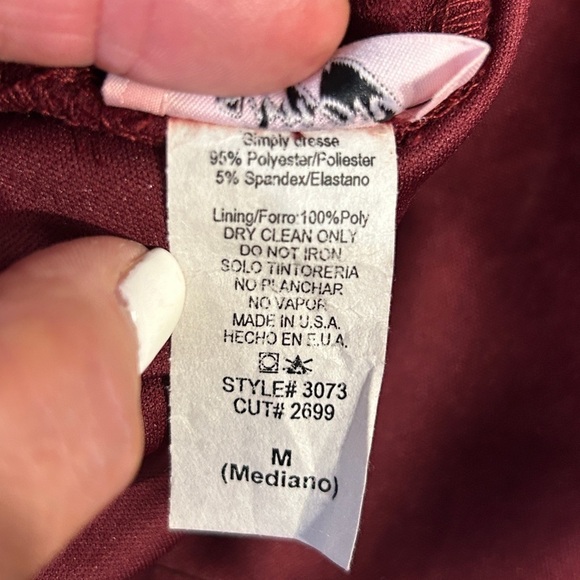 Simply dresse
95% Polyester/Foliester
5% Spandex/Elastano
Lining/Forro:100%Poly
DRY CLEAN ONLY
DO NOT IRON
SOLO TINTORERIA
NO PLANCHAR
NO VAPOR
MADE IN U.S.A.
HECHO EN E.U.A.
STYLE# 3073
CUT# 2699
M
(Mediano)